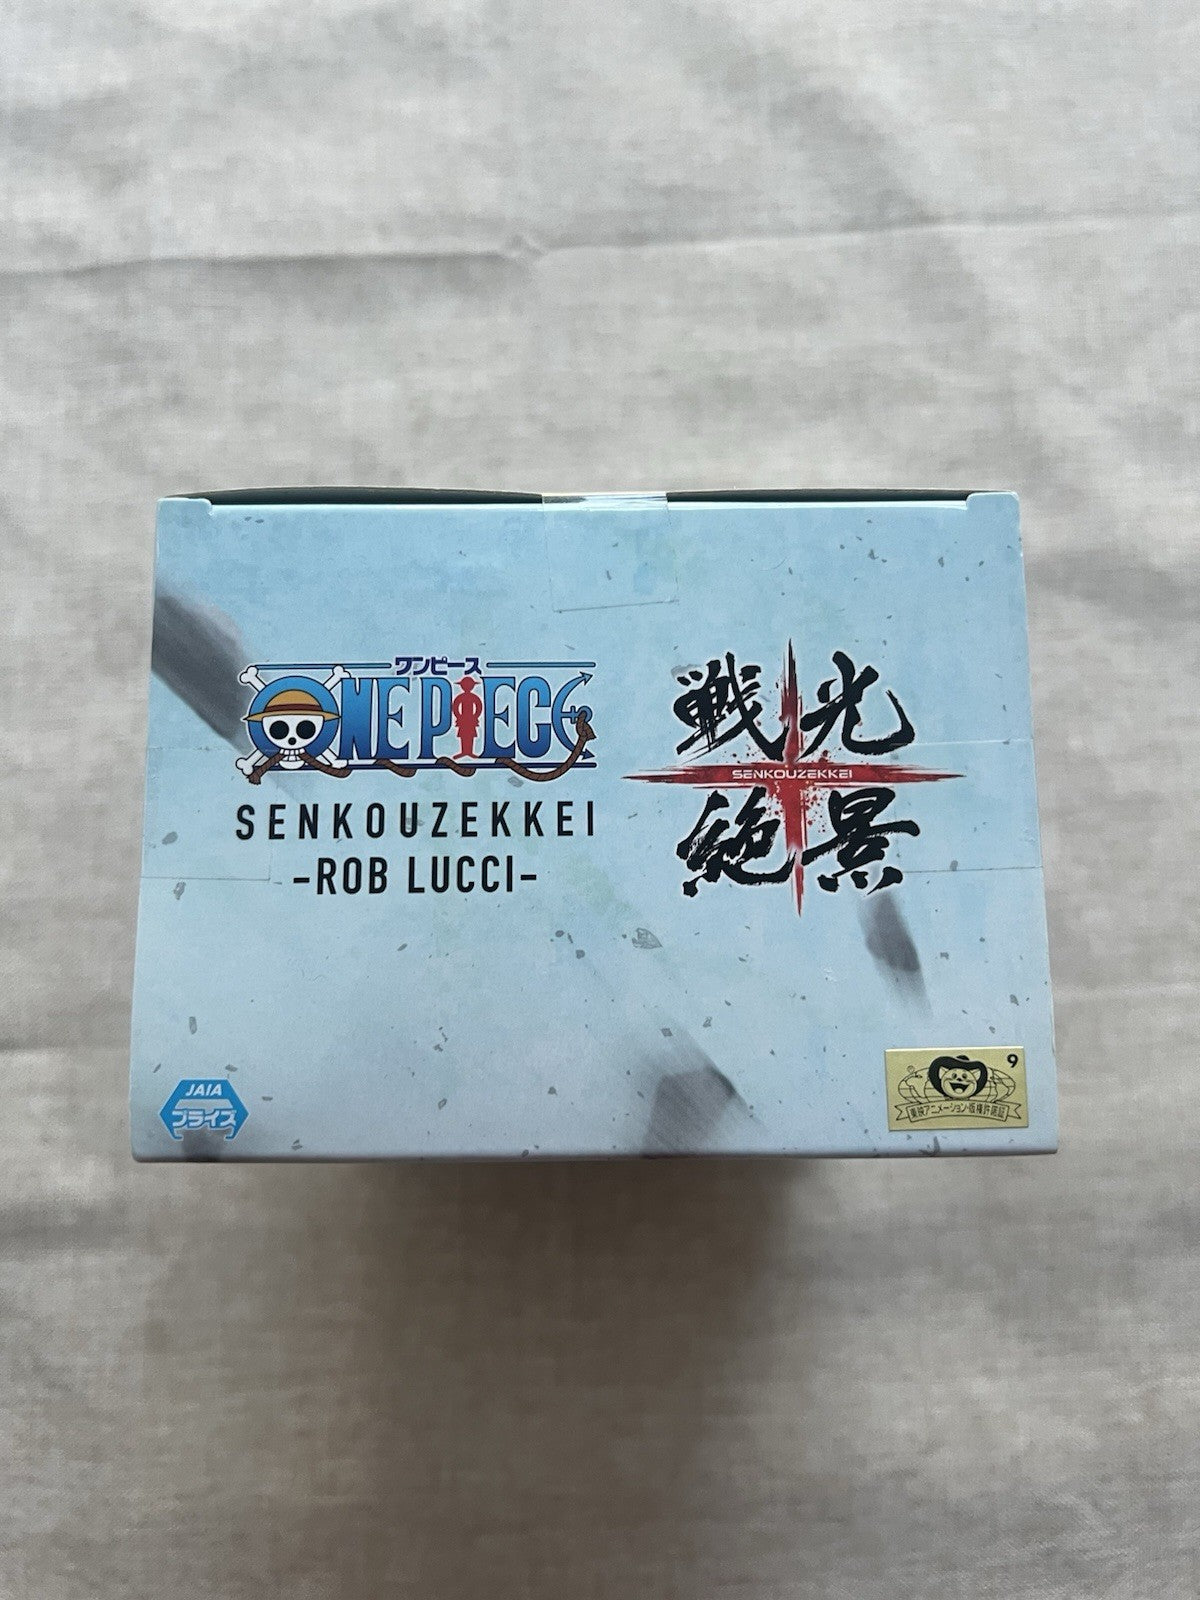 ワンピース
ONE PIECE
SENKOUZEKKEI
-ROB LUCCI-
戦光
SENKOUZEKKEI
絶景
JAIA
プライズ
9
東映アニメーション・版権許諾証